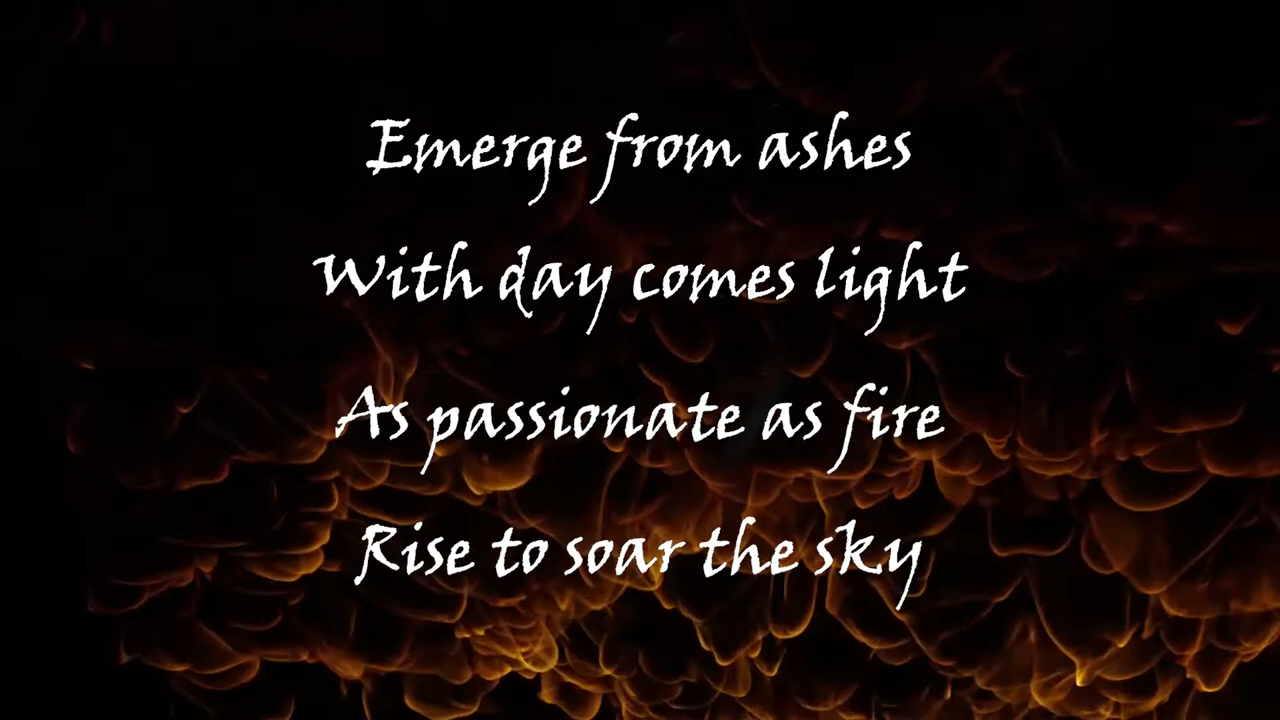 Emerge from ashes
With day comes light
As passionate as fire
Rise to soar the sky